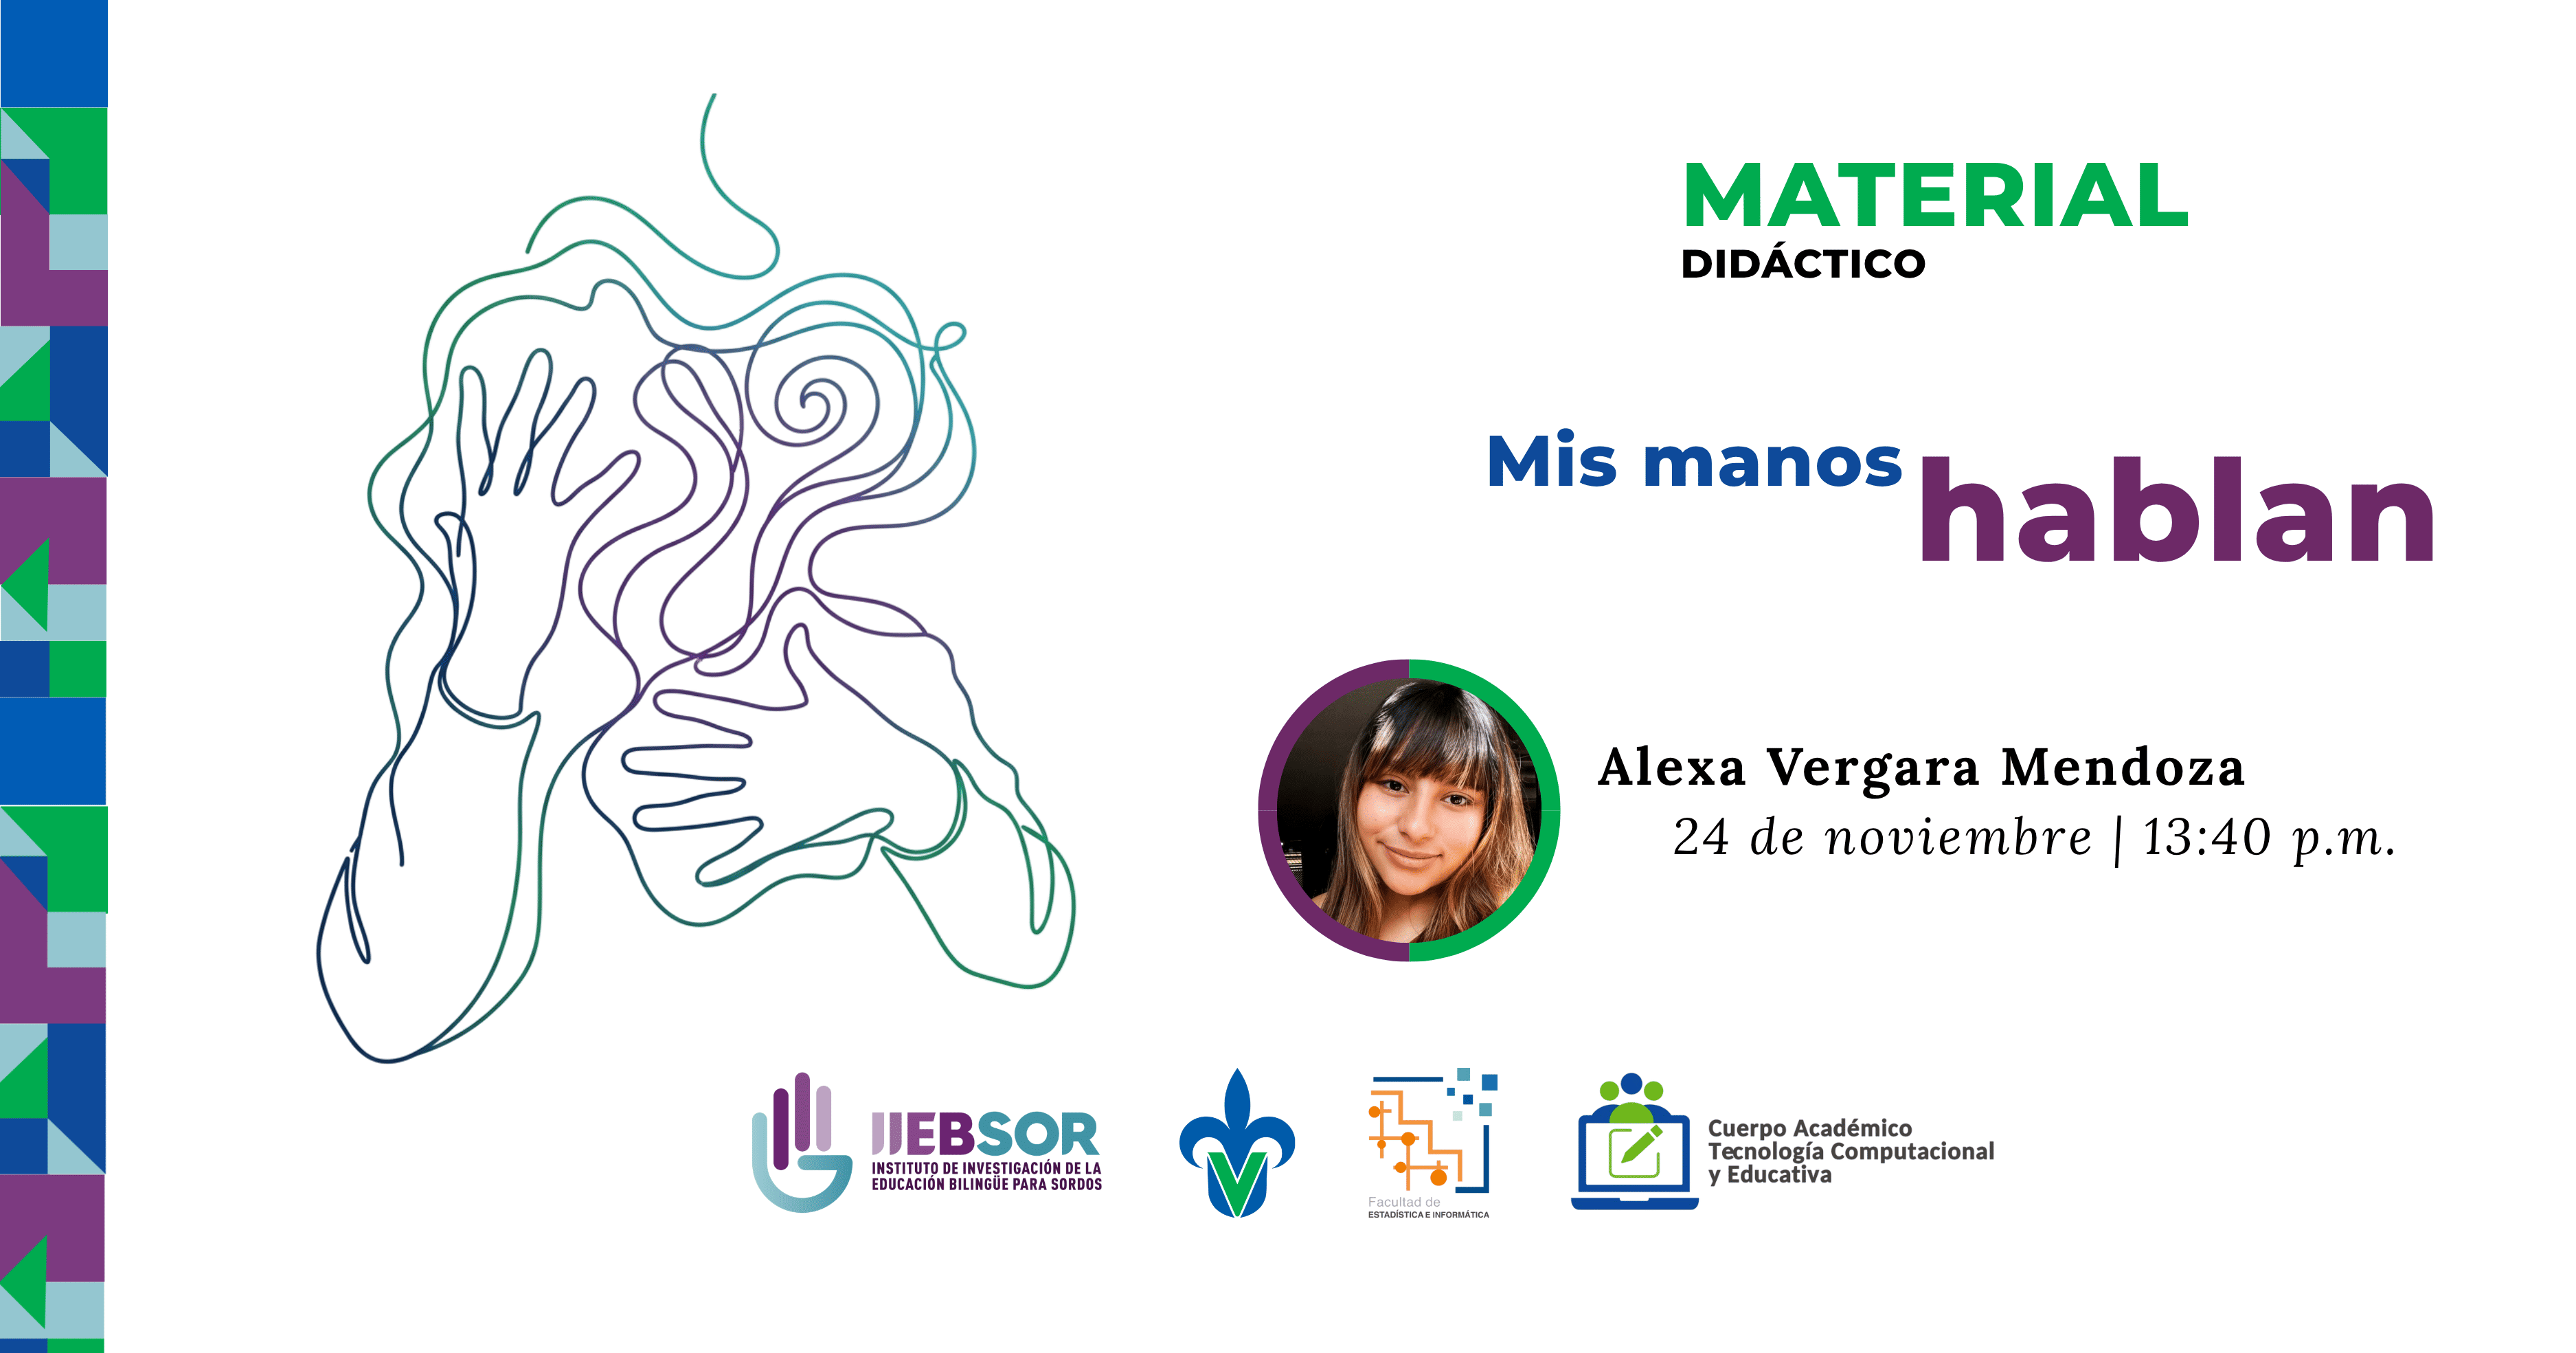 MATERIAL
DIDÁCTICO
Mis manos hablan
Alexa Vergara Mendoza
24 de noviembre | 13:40 p.m.
IIEBSOR
INSTITUTO DE INVESTIGACIÓN DE LA
EDUCACIÓN BILINGÜE PARA SORDOS
Facultad de
ESTADÍSTICA E INFORMÁTICA
Cuerpo Académico
Tecnología Computacional
y Educativa